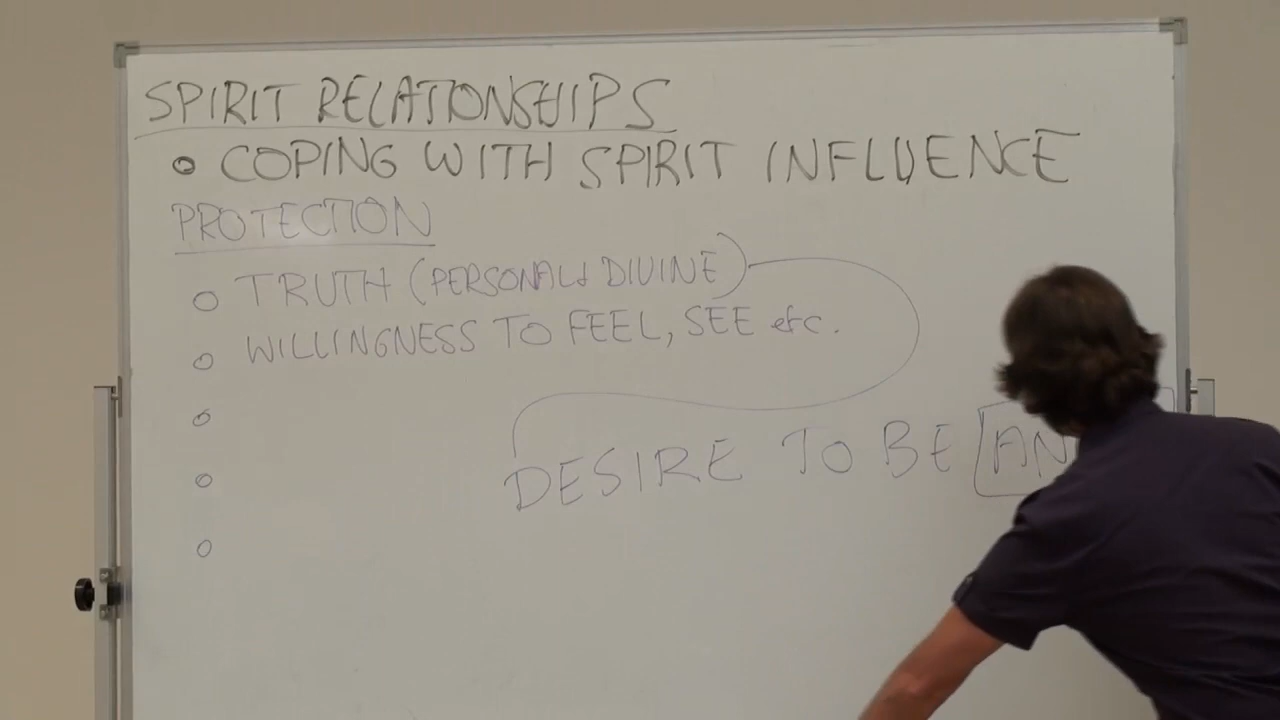 SPIRIT RELATIONSHIPS
COPING WITH SPIRIT INFLUENCE
PROTECTION
TRUTH (PERSONAL & DIVINE)
WILLINGNESS TO FEEL, SEE etc.
DESIRE TO BE